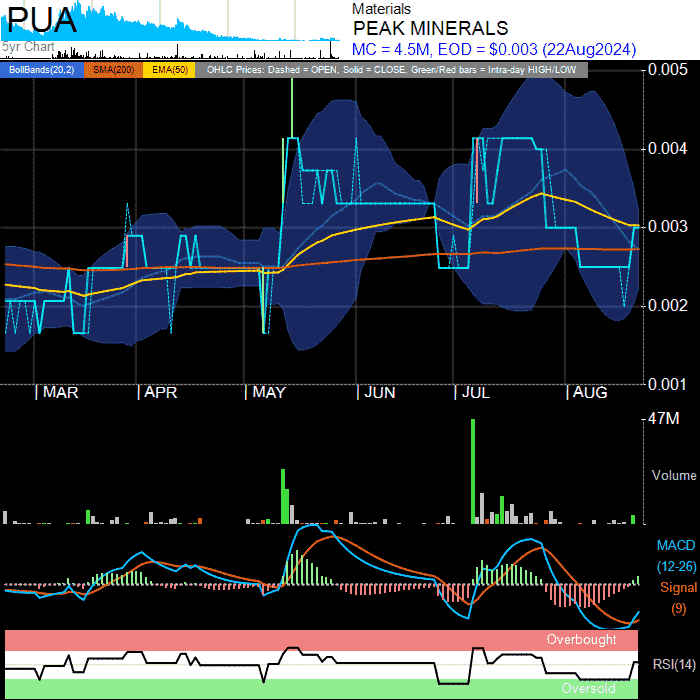 PUA
5yr Chart
Materials
PEAK MINERALS
MC = 4.5M, EOD = $0.003 (22Aug2024)
BollBands(20,2) SMA(200) EMA(50) OHLC Prices: Dashed = OPEN, Solid = CLOSE, Green/Red bars = Intra-day HIGH/LOW
0.005
0.004
0.003
0.002
0.001
| MAR | APR | MAY | JUN | JUL | AUG
47M
Volume
MACD
(12-26)
Signal
(9)
Overbought
RSI(14)
Oversold